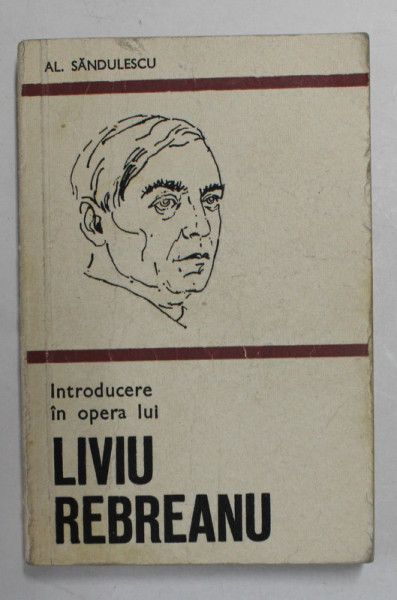 AL. SĂNDULESCU
Introducere
în opera lui
LIVIU
REBREANU